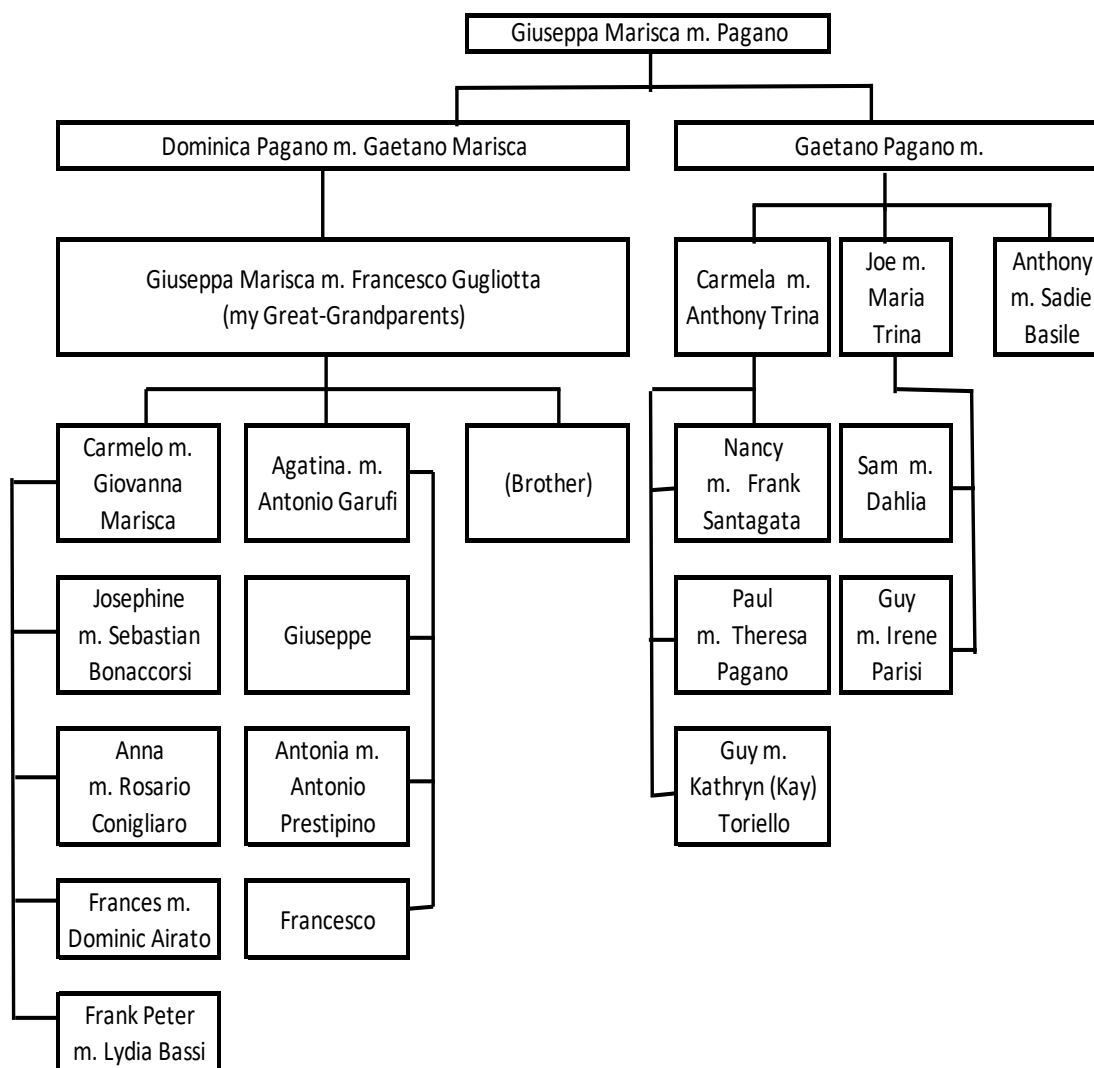 Giuseppa Marisca m. Pagano
Dominica Pagano m. Gaetano Marisca
Gaetano Pagano m.
Giuseppa Marisca m. Francesco Gugliotta
(my Great-Grandparents)
Carmela m.
Anthony Trina
Joe m.
Maria
Trina
Anthony
m. Sadie
Basile
Carmelo m.
Giovanna
Marisca
Agatina. m.
Antonio Garufi
(Brother)
Nancy
m. Frank
Santagata
Sam m.
Dahlia
Josephine
m. Sebastian
Bonaccorsi
Giuseppe
Paul
m. Theresa
Pagano
Guy
m. Irene
Parisi
Anna
m. Rosario
Conigliaro
Antonia m.
Antonio
Prestipino
Guy m.
Kathryn (Kay)
Toriello
Frances m.
Dominic Airato
Francesco
Frank Peter
m. Lydia Bassi